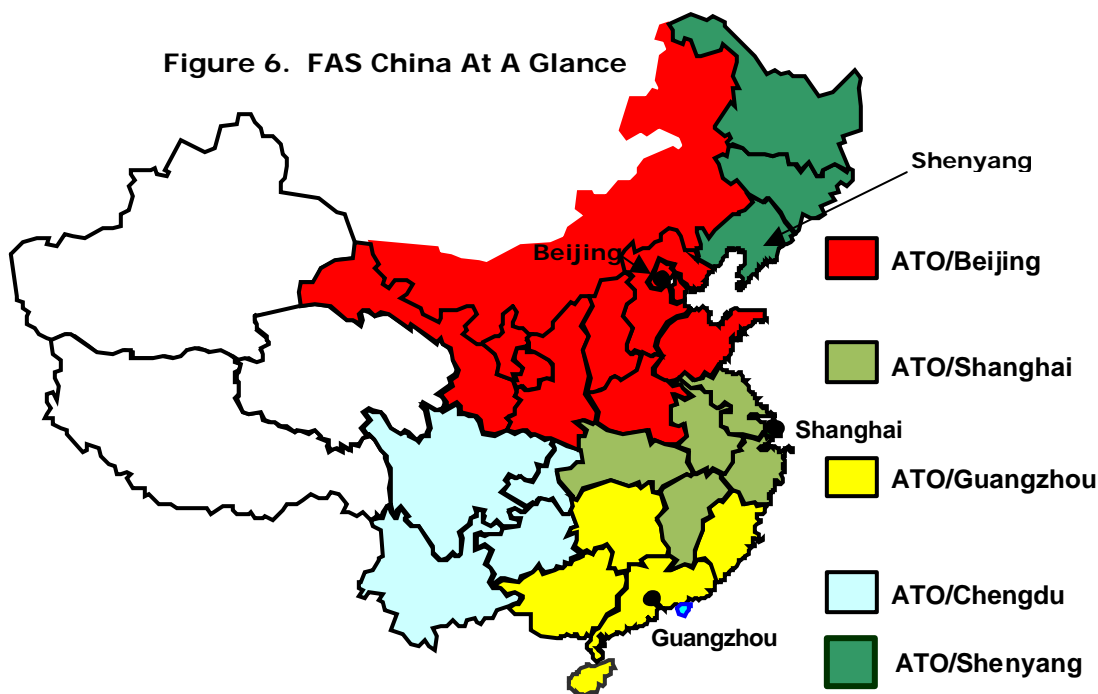 Figure 6. FAS China At A Glance
Shenyang
Beijing
ATO/Beijing
ATO/Shanghai
Shanghai
ATO/Guangzhou
ATO/Chengdu
Guangzhou
ATO/Shenyang